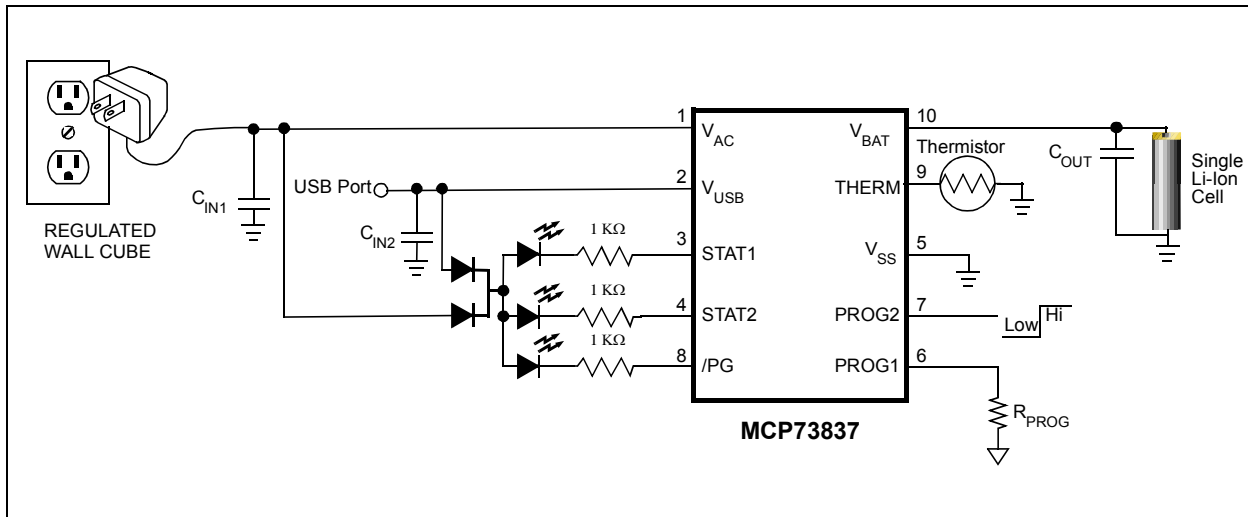 REGULATED
WALL CUBE
C_IN1
USB Port
C_IN2
1 KΩ
1 KΩ
1 KΩ
1
2
3
4
8
V_AC
V_USB
STAT1
STAT2
/PG
V_BAT
THERM
V_SS
PROG2
PROG1
10
9
5
7
6
MCP73837
Thermistor
C_OUT
Single
Li-Ion
Cell
Low
Hi
R_PROG